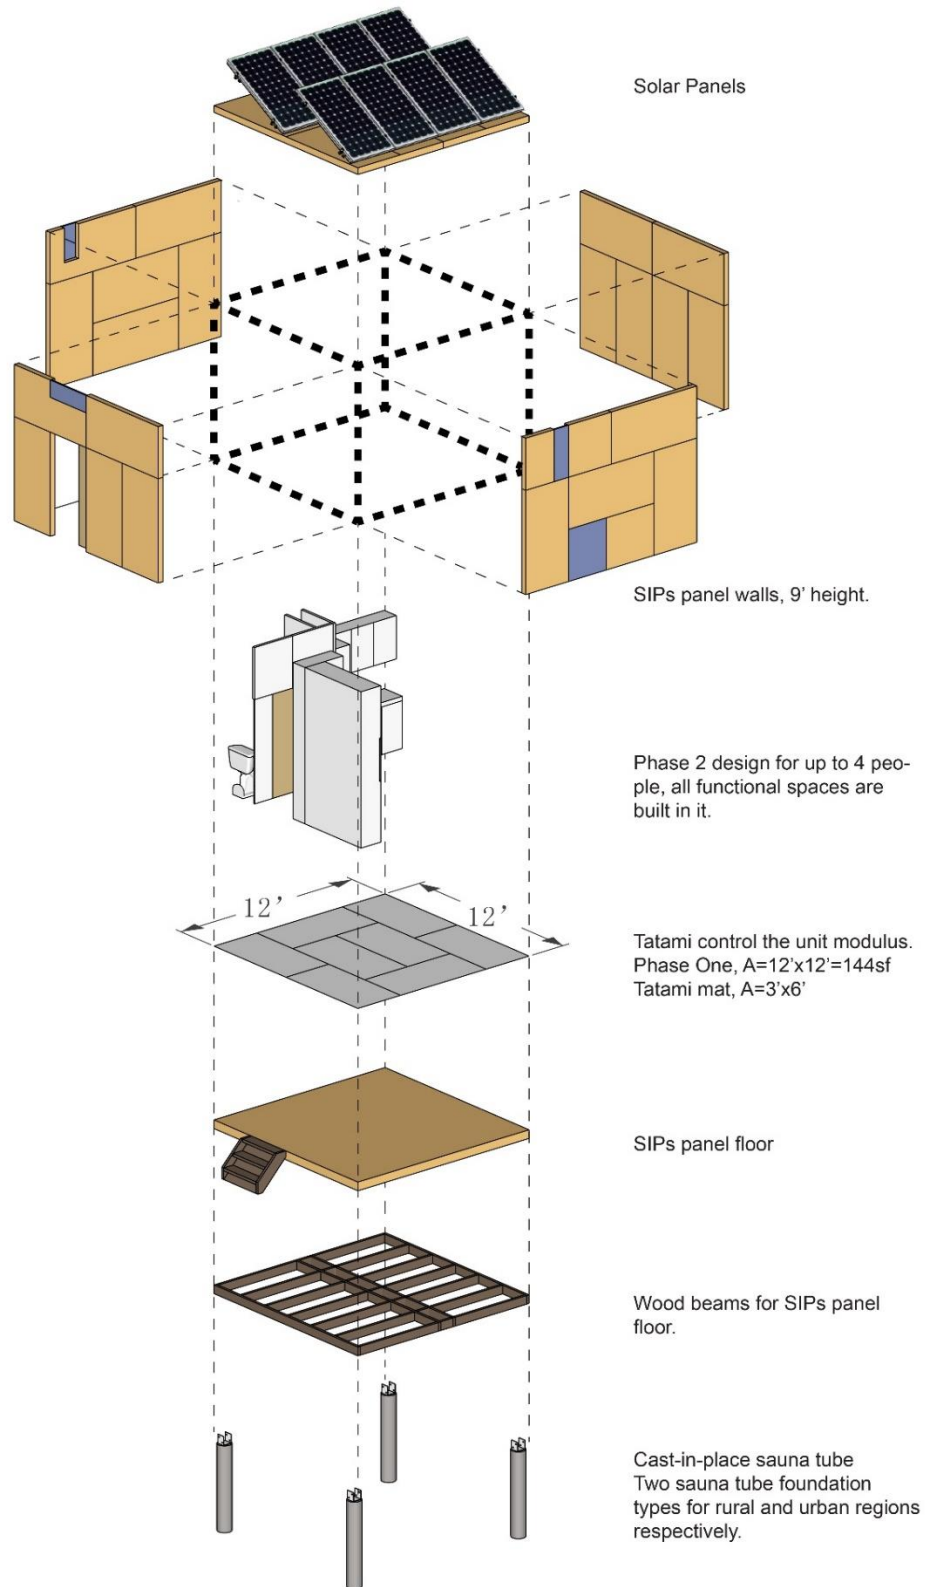 Solar Panels
SIPs panel walls, 9’ height.
Phase 2 design for up to 4 peo-
ple, all functional spaces are
built in it.
12’
12’
Tatami control the unit modulus.
Phase One, A=12’x12’=144sf
Tatami mat, A=3’x6’
SIPs panel floor
Wood beams for SIPs panel
floor.
Cast-in-place sauna tube
Two sauna tube foundation
types for rural and urban regions
respectively.